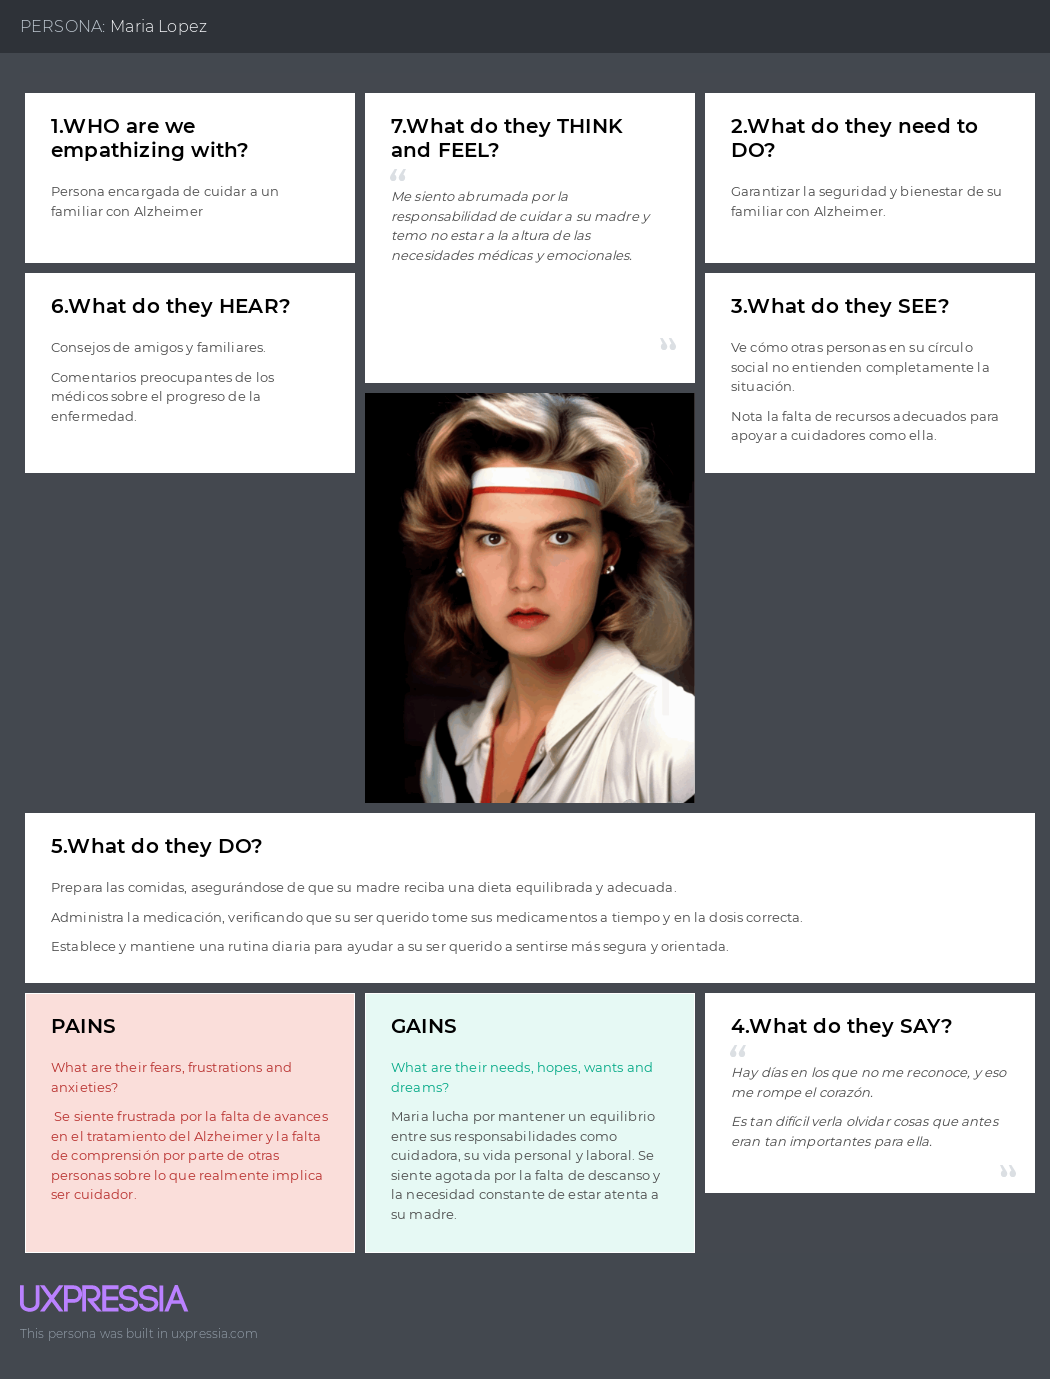 PERSONA: Maria Lopez
1.WHO are we
empathizing with?
Persona encargada de cuidar a un
familiar con Alzheimer
7.What do they THINK
and FEEL?
“
Me siento abrumada por la
responsabilidad de cuidar a su madre y
temo no estar a la altura de las
necesidades médicas y emocionales.
”
2.What do they need to
DO?
Garantizar la seguridad y bienestar de su
familiar con Alzheimer.
6.What do they HEAR?
Consejos de amigos y familiares.
Comentarios preocupantes de los
médicos sobre el progreso de la
enfermedad.
3.What do they SEE?
Ve cómo otras personas en su círculo
social no entienden completamente la
situación.
Nota la falta de recursos adecuados para
apoyar a cuidadores como ella.
5.What do they DO?
Prepara las comidas, asegurándose de que su madre reciba una dieta equilibrada y adecuada.
Administra la medicación, verificando que su ser querido tome sus medicamentos a tiempo y en la dosis correcta.
Establece y mantiene una rutina diaria para ayudar a su ser querido a sentirse más segura y orientada.
PAINS
What are their fears, frustrations and
anxieties?
Se siente frustrada por la falta de avances
en el tratamiento del Alzheimer y la falta
de comprensión por parte de otras
personas sobre lo que realmente implica
ser cuidador.
GAINS
What are their needs, hopes, wants and
dreams?
Maria lucha por mantener un equilibrio
entre sus responsabilidades como
cuidadora, su vida personal y laboral. Se
siente agotada por la falta de descanso y
la necesidad constante de estar atenta a
su madre.
4.What do they SAY?
“
Hay días en los que no me reconoce, y eso
me rompe el corazón.
Es tan difícil verla olvidar cosas que antes
eran tan importantes para ella.
”
UXPRESSIA
This persona was built in uxpressia.com